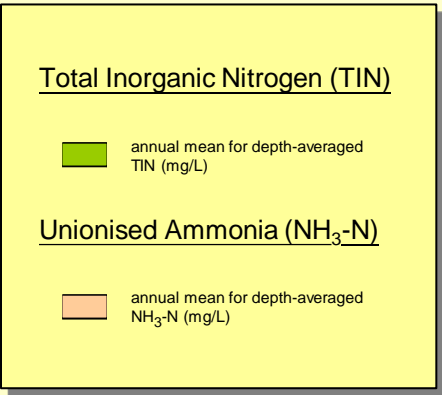 Total Inorganic Nitrogen (TIN)
annual mean for depth-averaged
TIN (mg/L)
Unionised Ammonia (NH₃-N)
annual mean for depth-averaged
NH₃-N (mg/L)